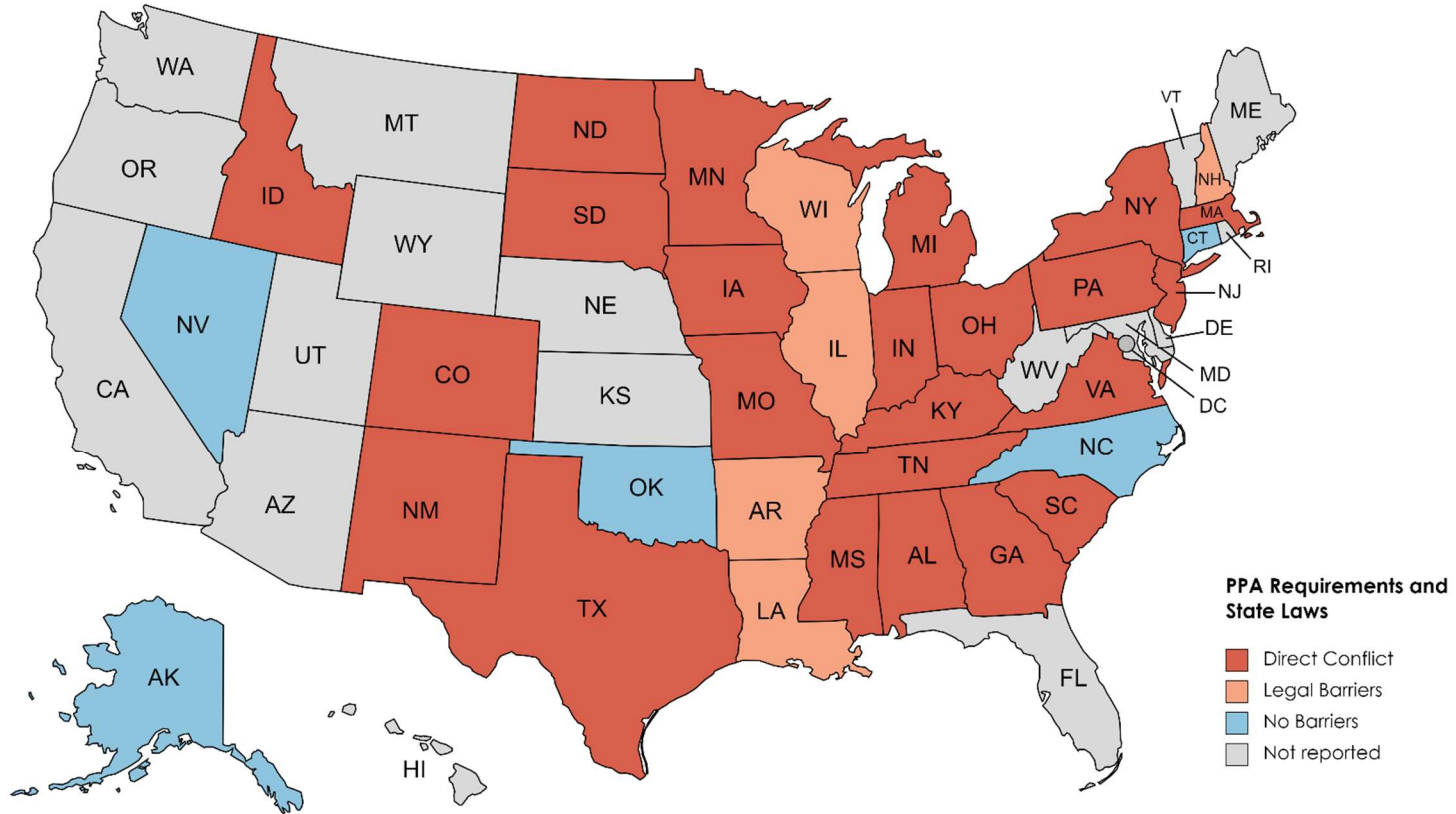 WA
MT
ND
MN
VT
ME
OR
ID
SD
WI
MI
NY
NH
MA
CT
RI
WY
IA
PA
NJ
NV
UT
NE
IL
IN
OH
DE
MD
DC
CA
CO
KS
MO
WV
KY
VA
AZ
NM
OK
AR
TN
NC
SC
MS
AL
GA
TX
LA
FL
AK
HI
PPA Requirements and
State Laws
Direct Conflict
Legal Barriers
No Barriers
Not reported